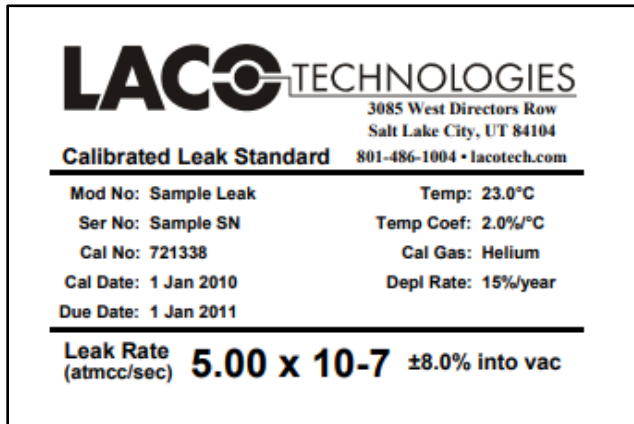 LACO TECHNOLOGIES
3085 West Directors Row
Salt Lake City, UT 84104
Calibrated Leak Standard 801-486-1004 • lacotech.com
Mod No: Sample Leak Temp: 23.0°C
Ser No: Sample SN Temp Coef: 2.0%/°C
Cal No: 721338 Cal Gas: Helium
Cal Date: 1 Jan 2010 Depl Rate: 15%/year
Due Date: 1 Jan 2011
Leak Rate
(atmcc/sec) 5.00 x 10-7 ±8.0% into vac